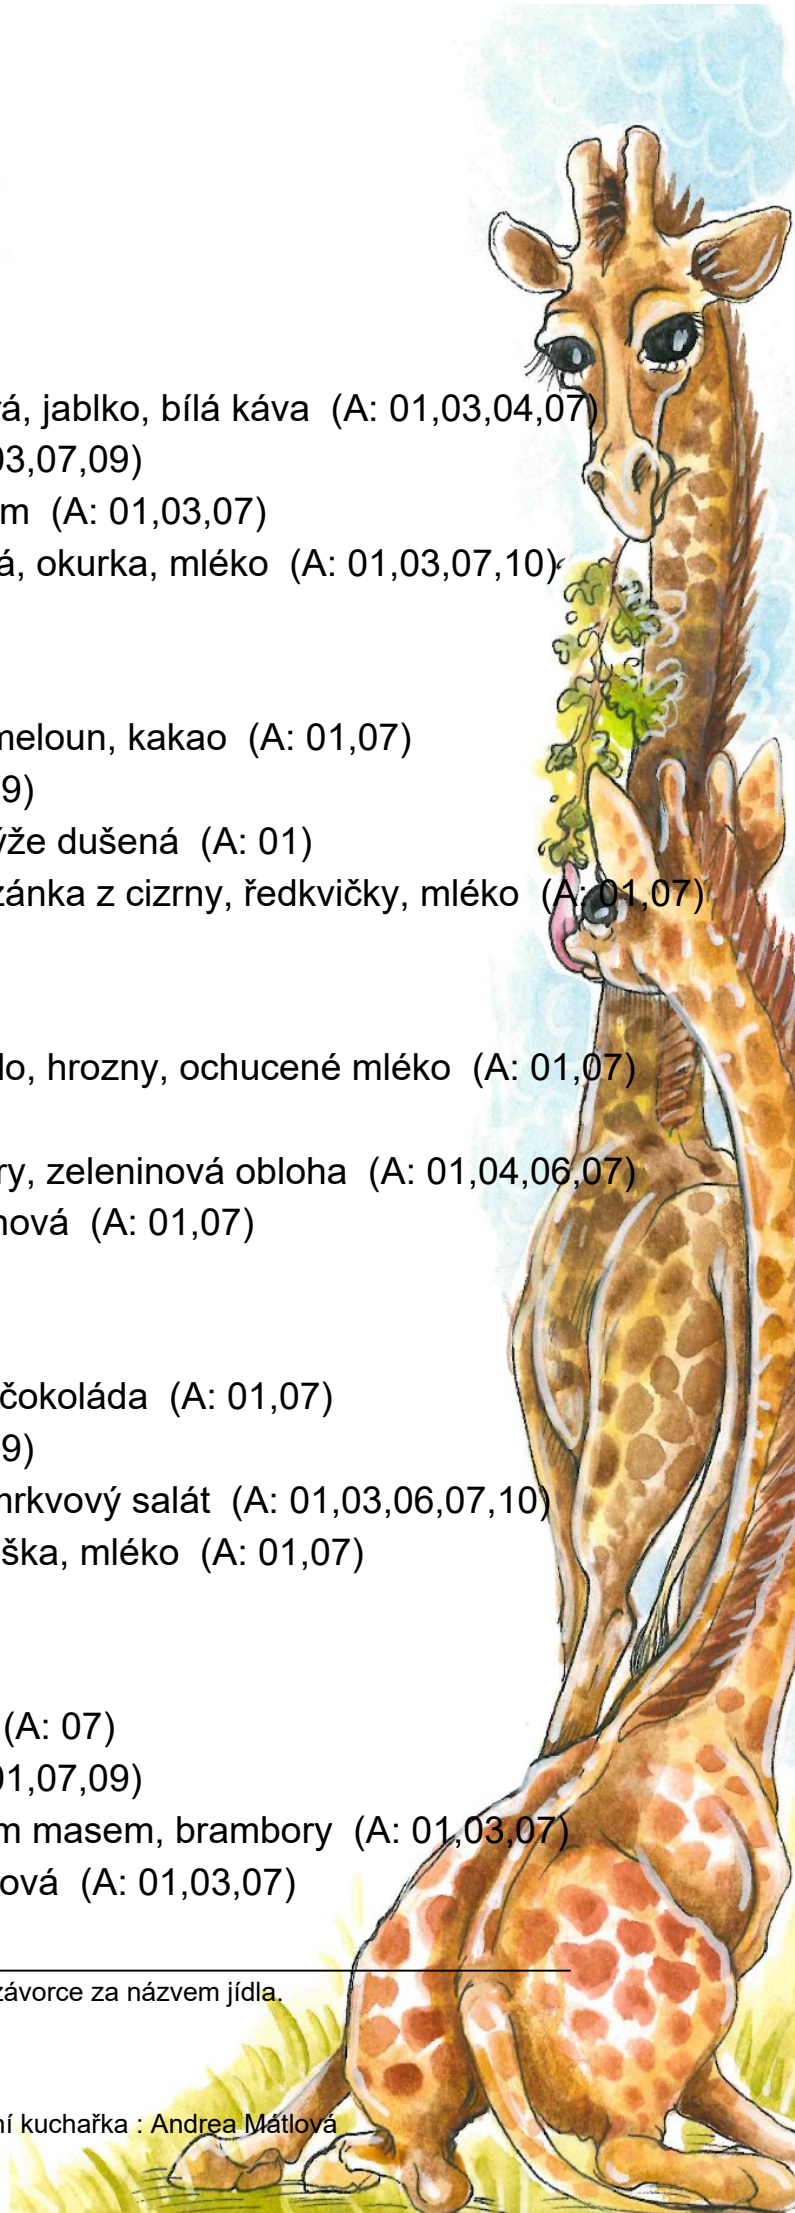 á, jablko, bílá káva (A: 01,03,04,07)
03,07,09)
m (A: 01,03,07)
á, okurka, mléko (A: 01,03,07,10)
meloun, kakao (A: 01,07)
9)
ýže dušená (A: 01)
zánka z cizrny, ředkvičky, mléko (A: 01,07)
lo, hrozny, ochucené mléko (A: 01,07)
ry, zeleninová obloha (A: 01,04,06,07)
nová (A: 01,07)
čokoláda (A: 01,07)
9)
mrkvový salát (A: 01,03,06,07,10)
ška, mléko (A: 01,07)
(A: 07)
01,07,09)
m masem, brambory (A: 01,03,07)
ová (A: 01,03,07)
závorce za názvem jídla.
ní kuchařka : Andrea Mátlová